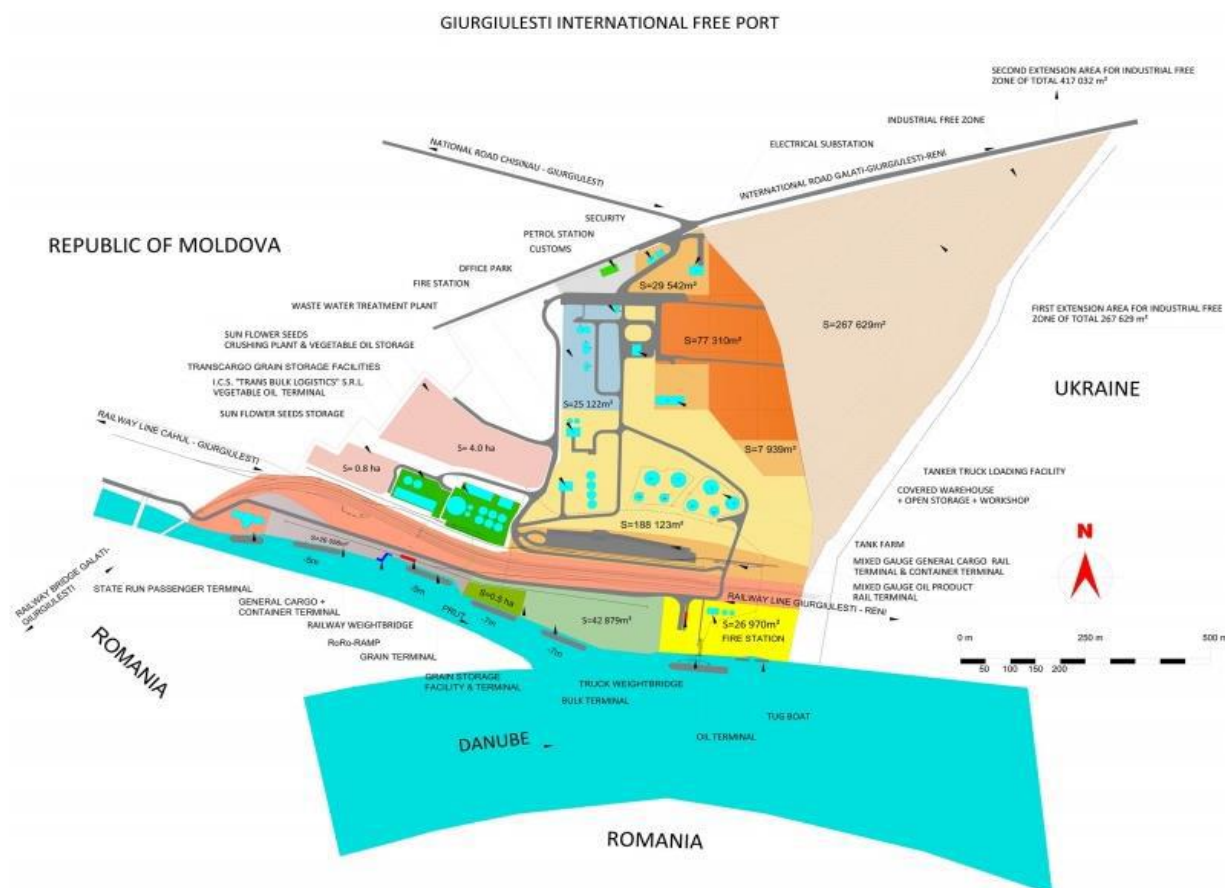 GIURGIULESTI INTERNATIONAL FREE PORT
SECOND EXTENSION AREA FOR INDUSTRIAL FREE
ZONE OF TOTAL 417 032 m²
INDUSTRIAL FREE ZONE
ELECTRICAL SUBSTATION
NATIONAL ROAD CHISINAU - GIURGIULESTI
INTERNATIONAL ROAD GALATI-GIURGIULESTI-RENI
SECURITY
PETROL STATION
CUSTOMS
REPUBLIC OF MOLDOVA
OFFICE PARK
FIRE STATION
S=29 542m²
WASTE WATER TREATMENT PLANT
FIRST EXTENSION AREA FOR INDUSTRIAL FREE
ZONE OF TOTAL 267 629 m²
S=267 629m²
SUN FLOWER SEEDS
CRUSHING PLANT & VEGETABLE OIL STORAGE
S=77 310m²
TRANSCARGO GRAIN STORAGE FACILITIES
I.C.S. "TRANS BULK LOGISTICS" S.R.L.
VEGETABLE OIL TERMINAL
UKRAINE
S=25 122m²
SUN FLOWER SEEDS STORAGE
RAILWAY LINE CAHUL - GIURGIULESTI
S= 4.0 ha
S=7 939m²
S= 0.8 ha
TANKER TRUCK LOADING FACILITY
COVERED WAREHOUSE
+ OPEN STORAGE + WORKSHOP
S=188 123m²
N
TANK FARM
MIXED GAUGE GENERAL CARGO RAIL
TERMINAL & CONTAINER TERMINAL
MIXED GAUGE OIL PRODUCT
RAIL TERMINAL
-5m
-5m
RAILWAY BRIDGE GALATI-
GIURGIULESTI
STATE RUN PASSENGER TERMINAL
S=0.5 ha
RAILWAY LINE GIURGIULESTI - RENI
GENERAL CARGO +
CONTAINER TERMINAL
PRUT
-7m
S=42 879m²
S=26 970m²
FIRE STATION
RAILWAY WEIGHTBRIDGE
ROMANIA
RoRo-RAMP
GRAIN TERMINAL
-7m
0 m 250 m 500 m
50 100 150 200
GRAIN STORAGE
FACILITY & TERMINAL
TRUCK WEIGHTBRIDGE
BULK TERMINAL
TUG BOAT
OIL TERMINAL
DANUBE
ROMANIA